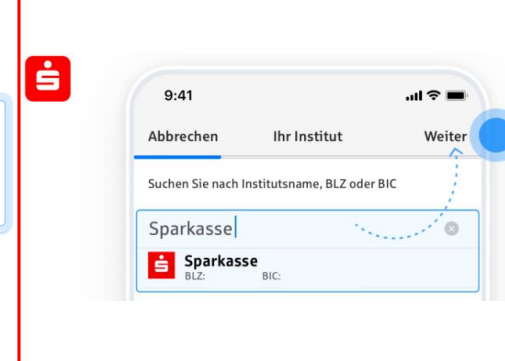 9:41
Abbrechen Ihr Institut Weiter
Suchen Sie nach Institutsname, BLZ oder BIC
Sparkasse
Sparkasse
BLZ: BIC: